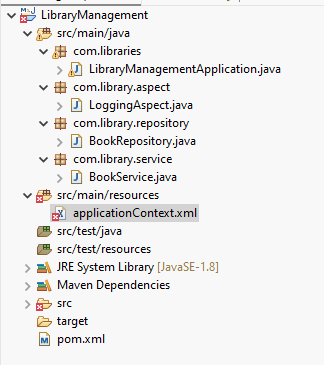 LibraryManagement
src/main/java
com.libraries
LibraryManagementApplication.java
com.library.aspect
LoggingAspect.java
com.library.repository
BookRepository.java
com.library.service
BookService.java
src/main/resources
applicationContext.xml
src/test/java
src/test/resources
JRE System Library [JavaSE-1.8]
Maven Dependencies
src
target
pom.xml